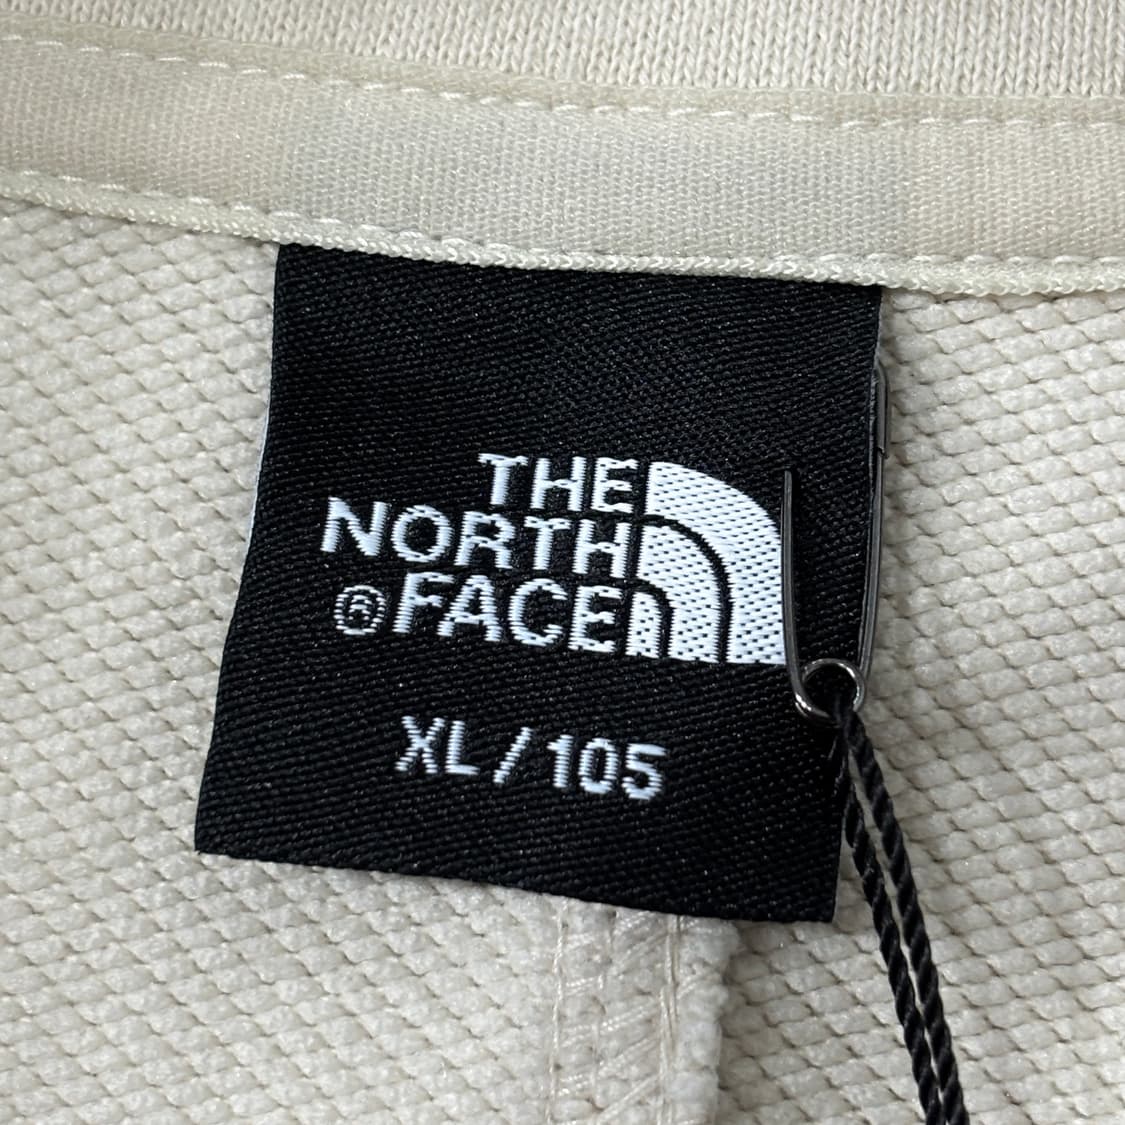 THE
NORTH
® FACE
XL / 105